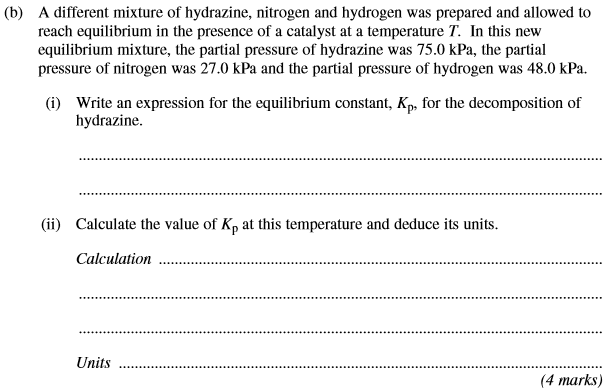 (b) A different mixture of hydrazine, nitrogen and hydrogen was prepared and allowed to
reach equilibrium in the presence of a catalyst at a temperature T. In this new
equilibrium mixture, the partial pressure of hydrazine was 75.0 kPa, the partial
pressure of nitrogen was 27.0 kPa and the partial pressure of hydrogen was 48.0 kPa.
(i) Write an expression for the equilibrium constant, Kp, for the decomposition of
hydrazine.
(ii) Calculate the value of Kp at this temperature and deduce its units.
Calculation
Units
(4 marks)